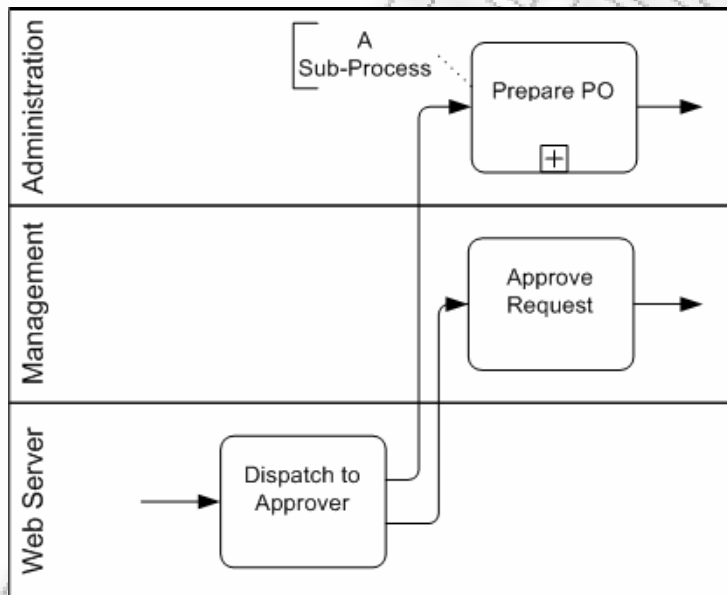 Administration
A
Sub-Process
Prepare PO
Management
Approve
Request
Web Server
Dispatch to
Approver